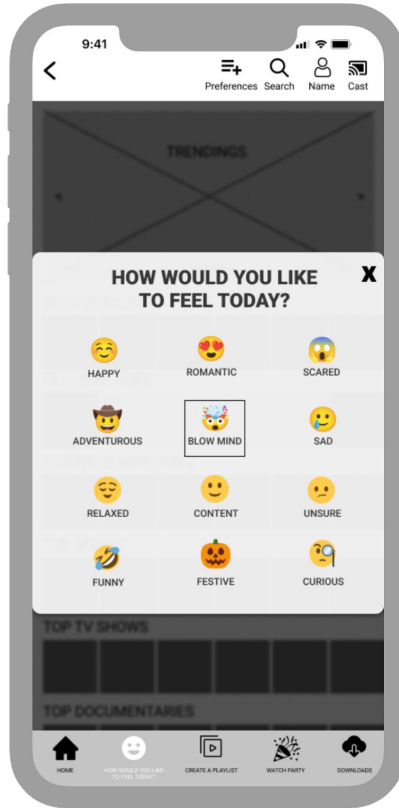 9:41
Preferences Search Name Cast
TRENDINGS
HOW WOULD YOU LIKE X
TO FEEL TODAY?
HAPPY ROMANTIC SCARED
ADVENTUROUS BLOW MIND SAD
RELAXED CONTENT UNSURE
FUNNY FESTIVE CURIOUS
TOP TV SHOWS
TOP DOCUMENTARIES
HOME HOW WOULD YOU LIKE CREATE A PLAYLIST WATCH PARTY DOWNLOADS
TO FEEL TODAY?